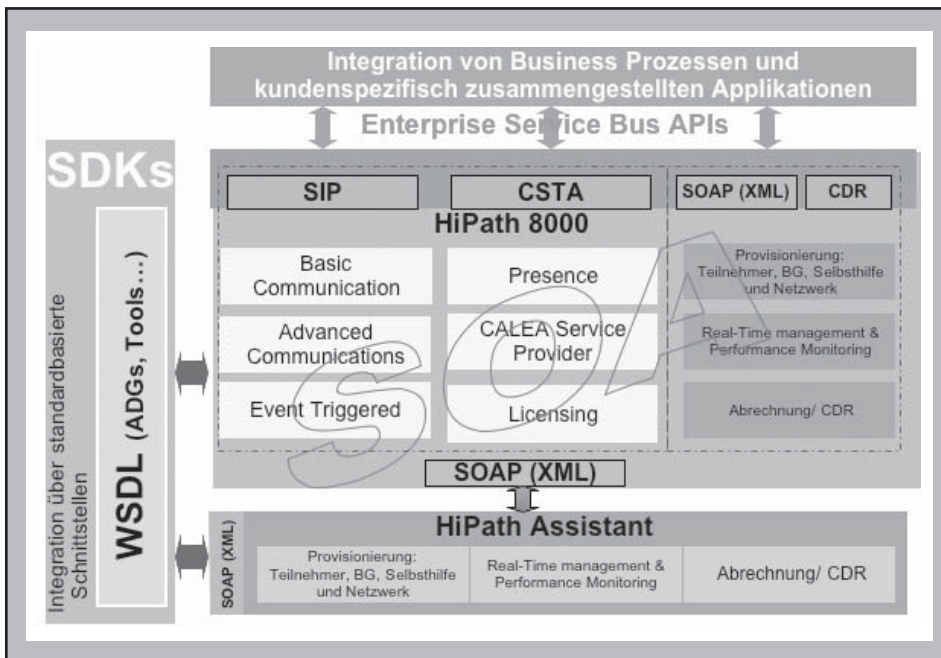 Integration von Business Prozessen und
kundenspezifisch zusammengestellten Applikationen
Enterprise Service Bus APIs
SDKs
Integration über standardbasierte
Schnittstellen
WSDL (ADGs, Tools...)
SIP
CSTA
SOAP (XML)
CDR
HiPath 8000
Basic
Communication
Presence
Provisionierung:
Teilnehmer, BG, Selbsthilfe
und Netzwerk
Advanced
Communications
CALEA Service
Provider
Real-Time management &
Performance Monitoring
Event Triggered
Licensing
Abrechnung/ CDR
SOA
SOAP (XML)
HiPath Assistant
SOAP (XML)
Provisionierung:
Teilnehmer, BG, Selbsthilfe
und Netzwerk
Real-Time management &
Performance Monitoring
Abrechnung/ CDR